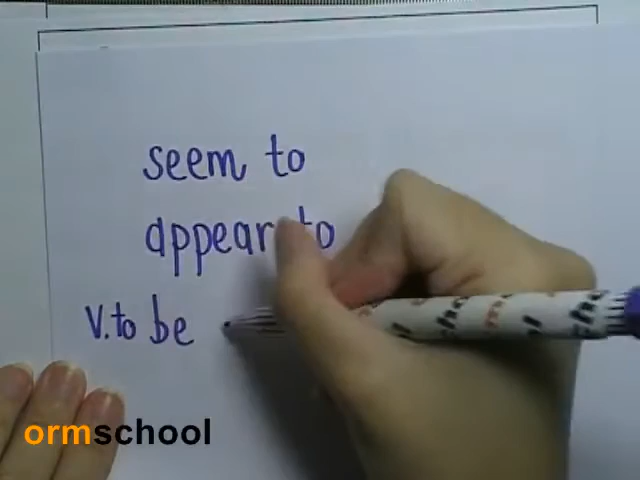 seem to
appear to
v. to be
ormschool